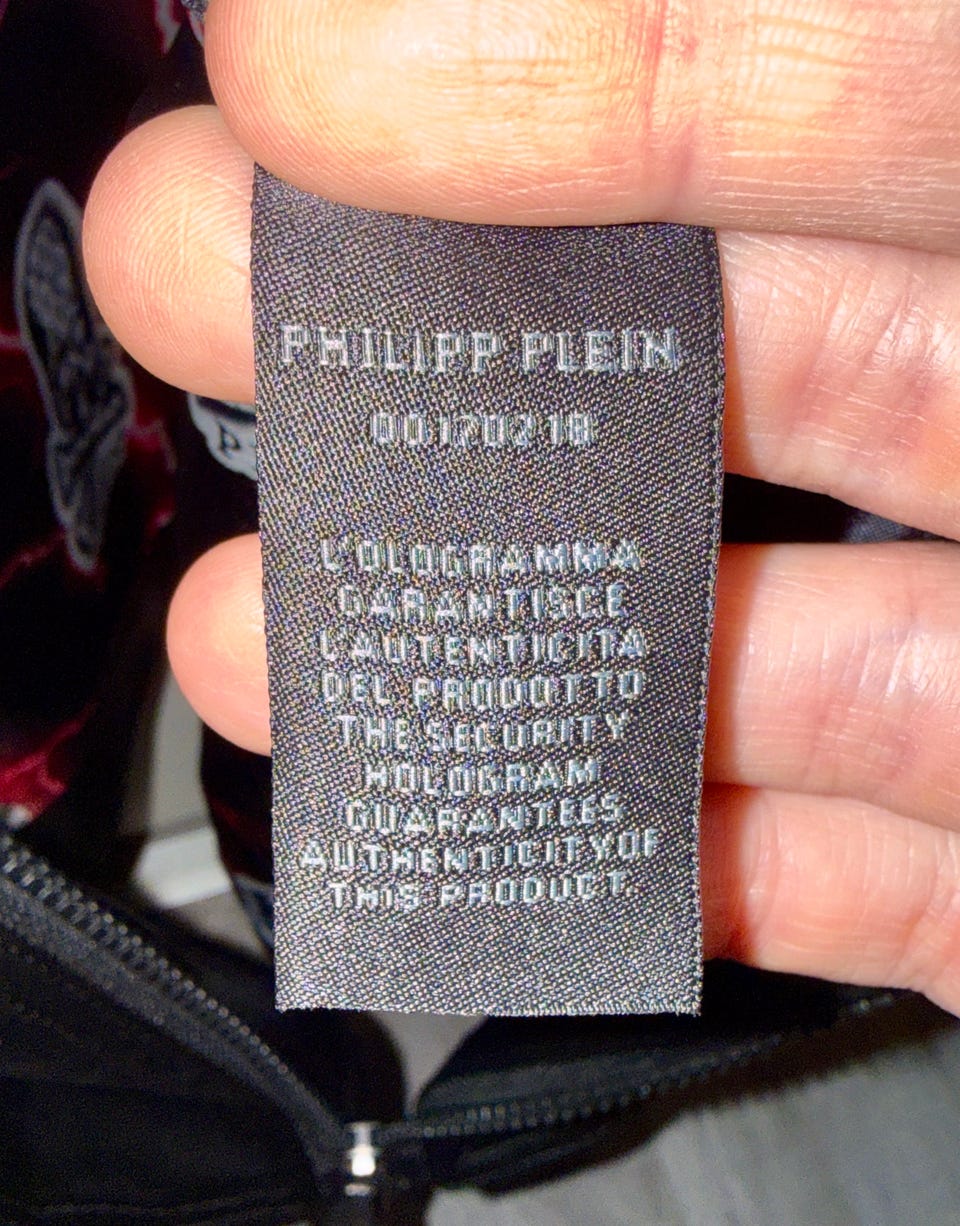 PHILIPP PLEIN
00170218
L'OLOGRAMMA
GARANTISCE
L'AUTENTICITA
DEL PRODOTTO
THE SECURITY
HOLOGRAM
GUARANTEES
AUTHENTICITY OF
THIS PRODUCT.